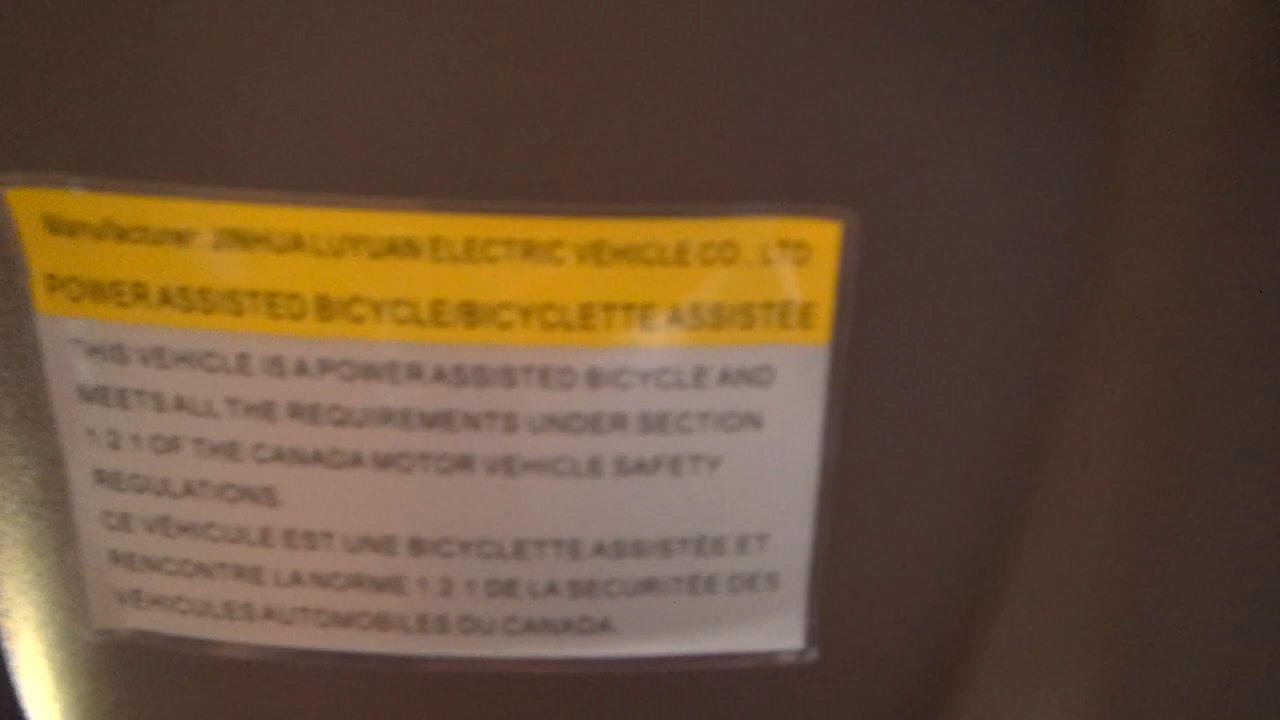 Manufacturer: JINHUA LUYUAN ELECTRIC VEHICLE CO., LTD
POWER ASSISTED BICYCLE/BICYCLETTE ASSISTÉE
THIS VEHICLE IS A POWER ASSISTED BICYCLE AND
MEETS ALL THE REQUIREMENTS UNDER SECTION
1.2.1 OF THE CANADA MOTOR VEHICLE SAFETY
REGULATIONS.
CE VÉHICULE EST UNE BICYCLETTE ASSISTÉE ET
RENCONTRE LA NORME 1.2.1 DE LA SECURITÉE DES
VÉHICULES AUTOMOBILES DU CANADA.